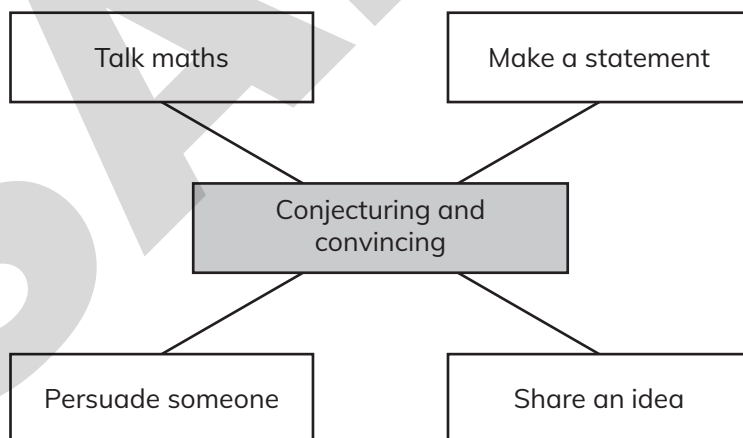 Talk maths
Make a statement
Conjecturing and
convincing
Persuade someone
Share an idea